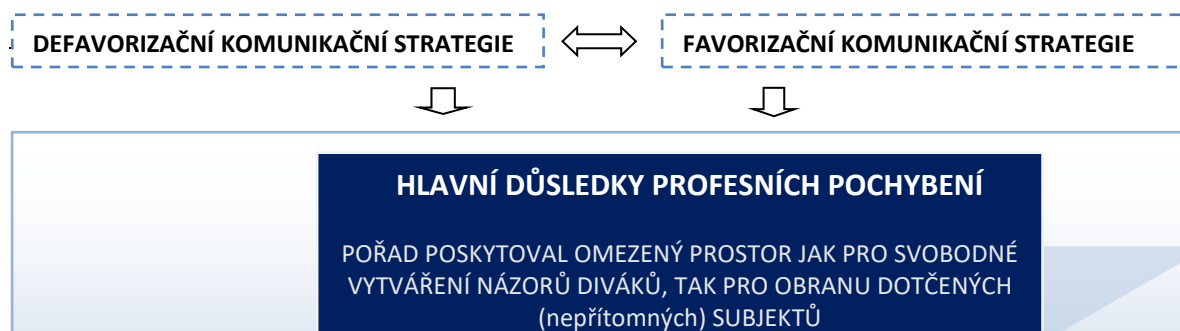 DEFAVORIZAČNÍ KOMUNIKAČNÍ STRATEGIE
FAVORIZAČNÍ KOMUNIKAČNÍ STRATEGIE
HLAVNÍ DŮSLEDKY PROFESNÍCH POCHYBENÍ
POŘAD POSKYTOVAL OMEZENÝ PROSTOR JAK PRO SVOBODNÉ
VYTVÁŘENÍ NÁZORŮ DIVÁKŮ, TAK PRO OBRANU DOTČENÝCH
(nepřítomných) SUBJEKTŮ